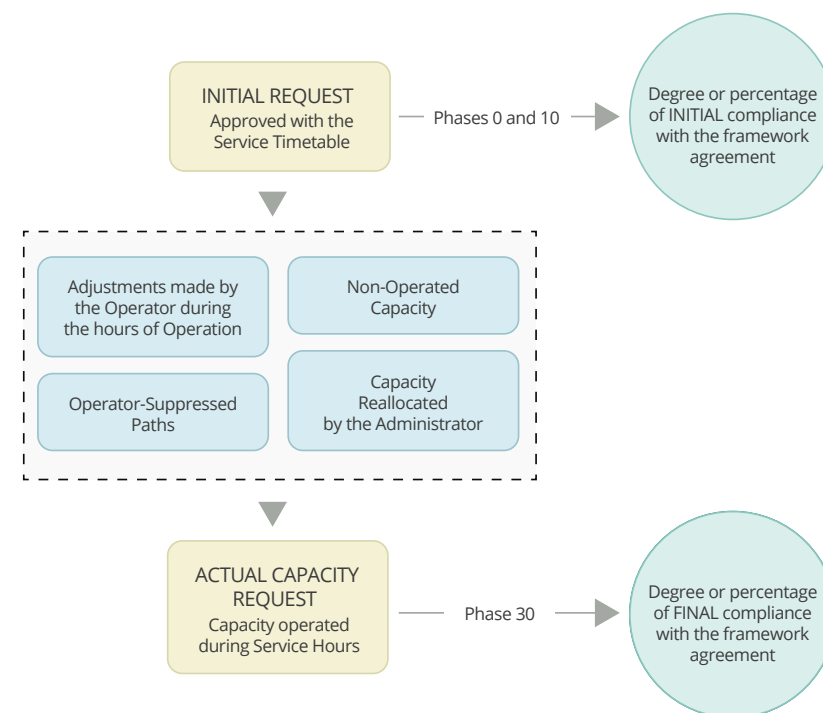 INITIAL REQUEST
Approved with the
Service Timetable
Phases 0 and 10
Degree or percentage
of INITIAL compliance
with the framework
agreement
Adjustments made by
the Operator during
the hours of Operation
Non-Operated
Capacity
Operator-Suppressed
Paths
Capacity
Reallocated
by the Administrator
ACTUAL CAPACITY
REQUEST
Capacity operated
during Service Hours
Phase 30
Degree or percentage
of FINAL compliance
with the framework
agreement